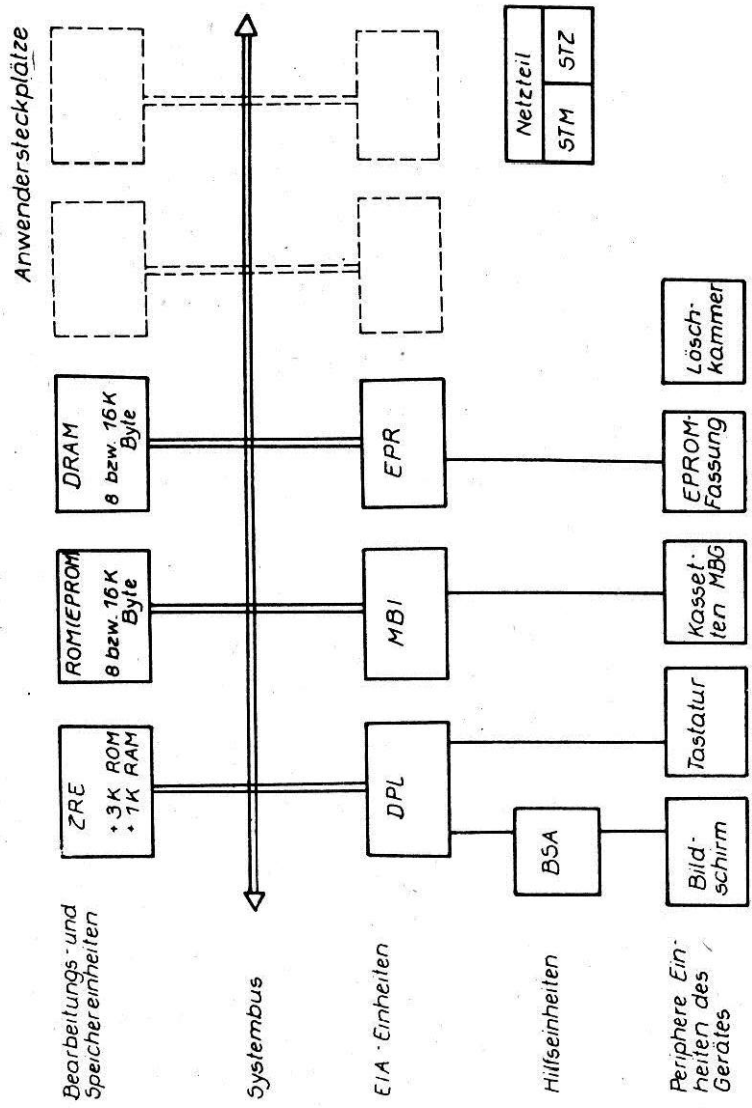 Anwendersteckplätze
Bearbeitungs- und
Speichereinheiten
ZRE
+ 3K ROM
+ 1K RAM
ROM/EPROM
8 bzw. 16K
Byte
DRAM
8 bzw. 16K
Byte
Systembus
E/A - Einheiten
DPL
MBI
EPR
Hilfseinheiten
BSA
Netzteil
STM
STZ
Periphere Ein-
heiten des
Gerätes
Bild-
schirm
Tastatur
Kasset-
ten MBG
EPROM-
Fassung
Lösch-
kammer